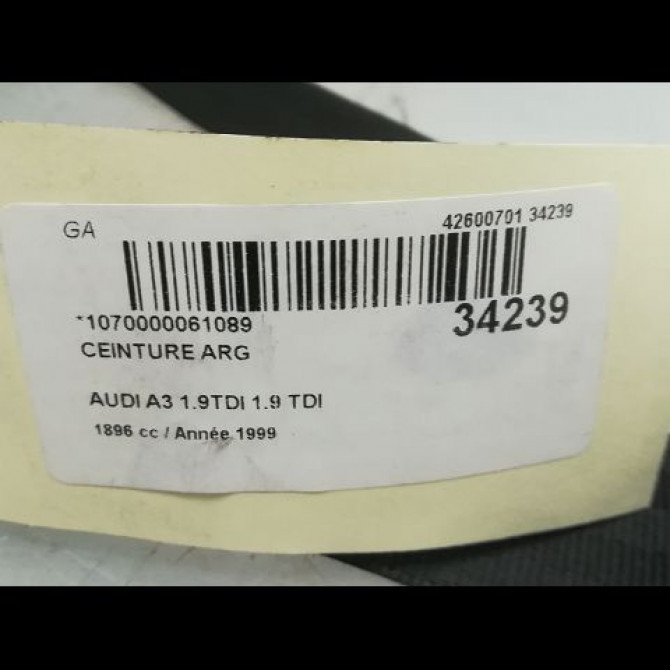 GA
42600701 34239
*1070000061089
34239
CEINTURE ARG
AUDI A3 1.9TDI 1.9 TDI
1896 cc / Année 1999